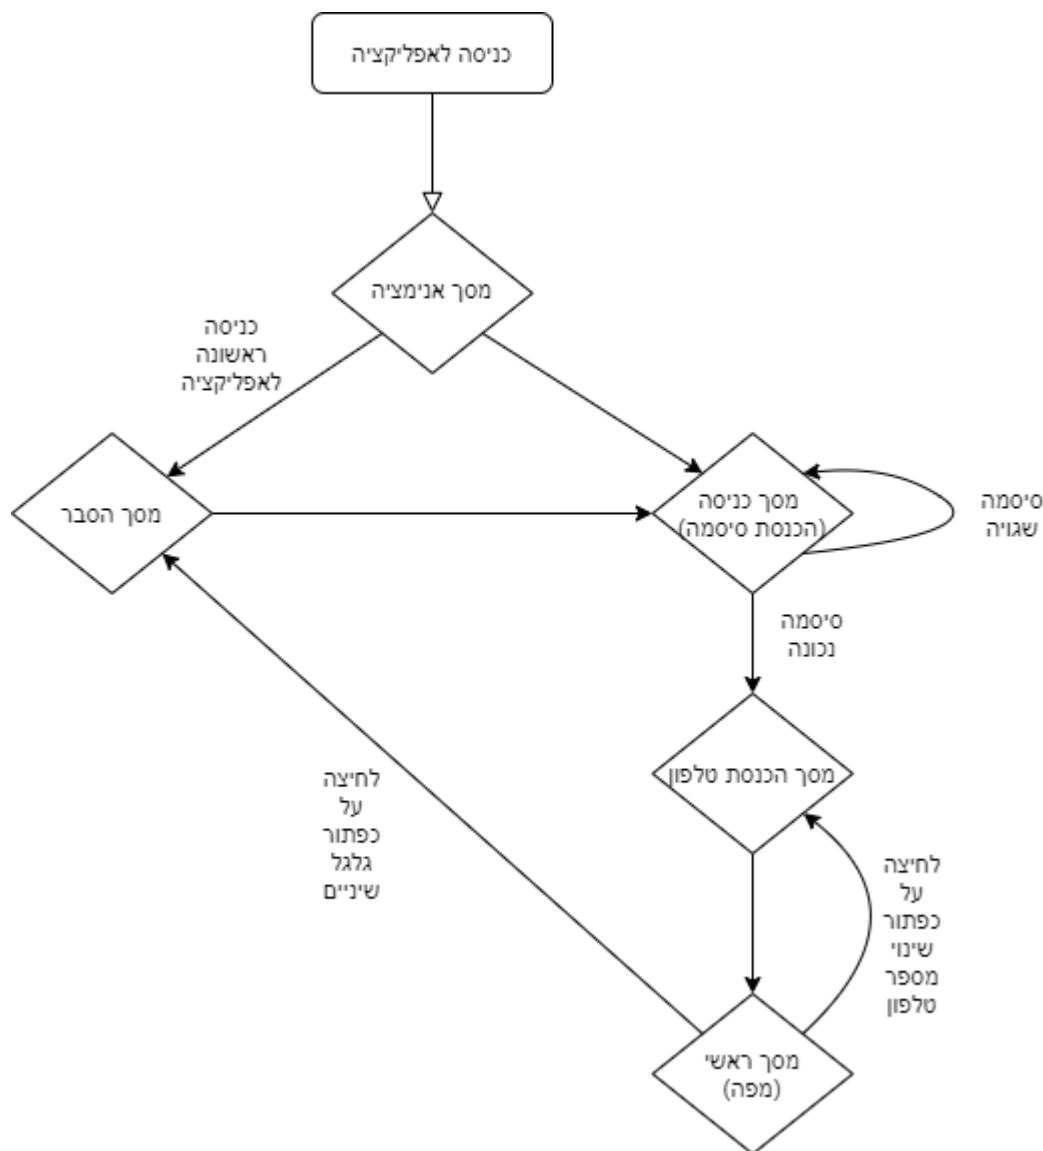 כניסה לאפליקציה
מסך אנימציה
כניסה
ראשונה
לאפליקציה
מסך הסבר
מסך כניסה
(הכנסת סיסמה)
סיסמה
שגויה
סיסמה
נכונה
מסך הכנסת טלפון
לחיצה
על
כפתור
גלגל
שיניים
לחיצה
על
כפתור
שינוי
מספר
טלפון
מסך ראשי
(מפה)